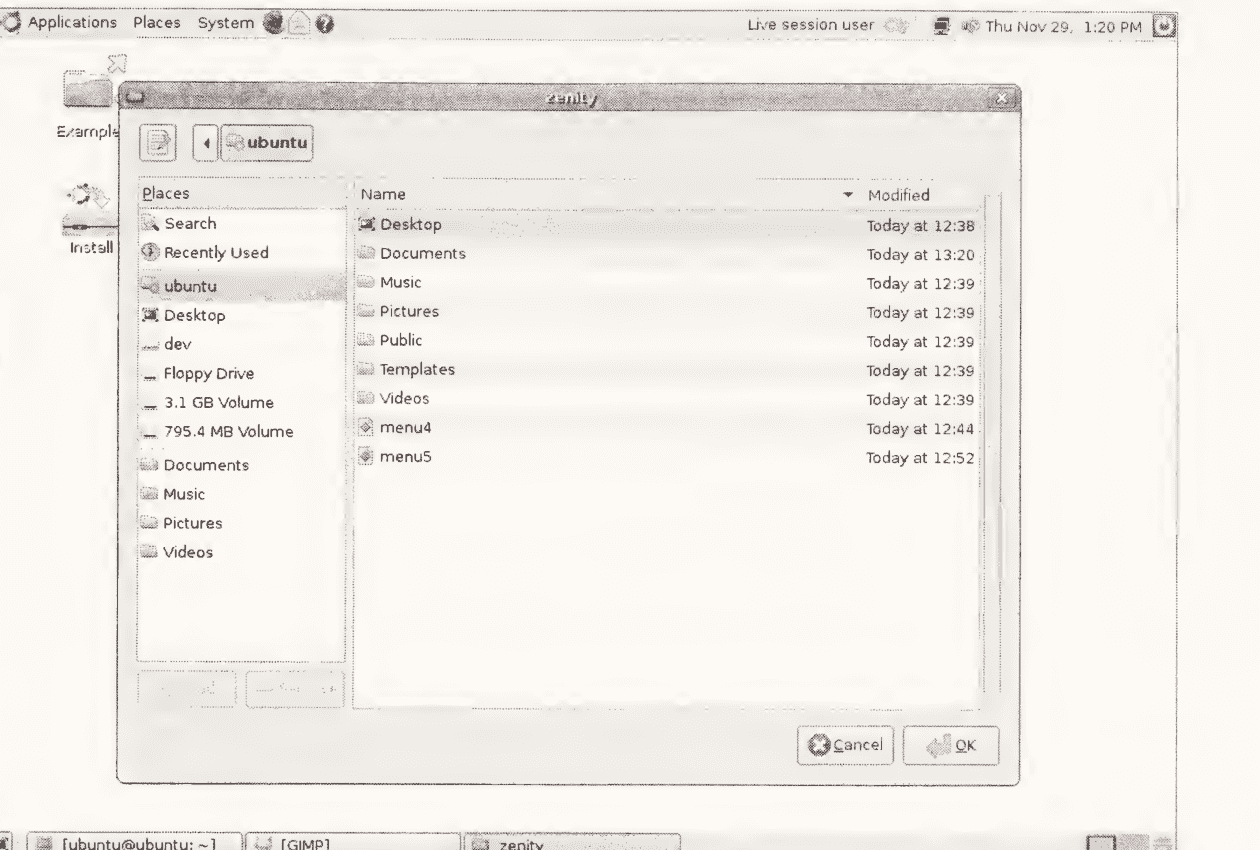 Applications Places System Live session user Thu Nov 29, 1:20 PM
zenity
Example
ubuntu
Places Name Modified
Search Desktop Today at 12:38
Recently Used Documents Today at 13:20
ubuntu Music Today at 12:39
Desktop Pictures Today at 12:39
dev Public Today at 12:39
Floppy Drive Templates Today at 12:39
3.1 GB Volume Videos Today at 12:39
795.4 MB Volume menu4 Today at 12:44
Documents menu5 Today at 12:52
Music
Pictures
Videos
Install
Cancel OK
[ubuntu@ubuntu: ~] [GIMP] zenity